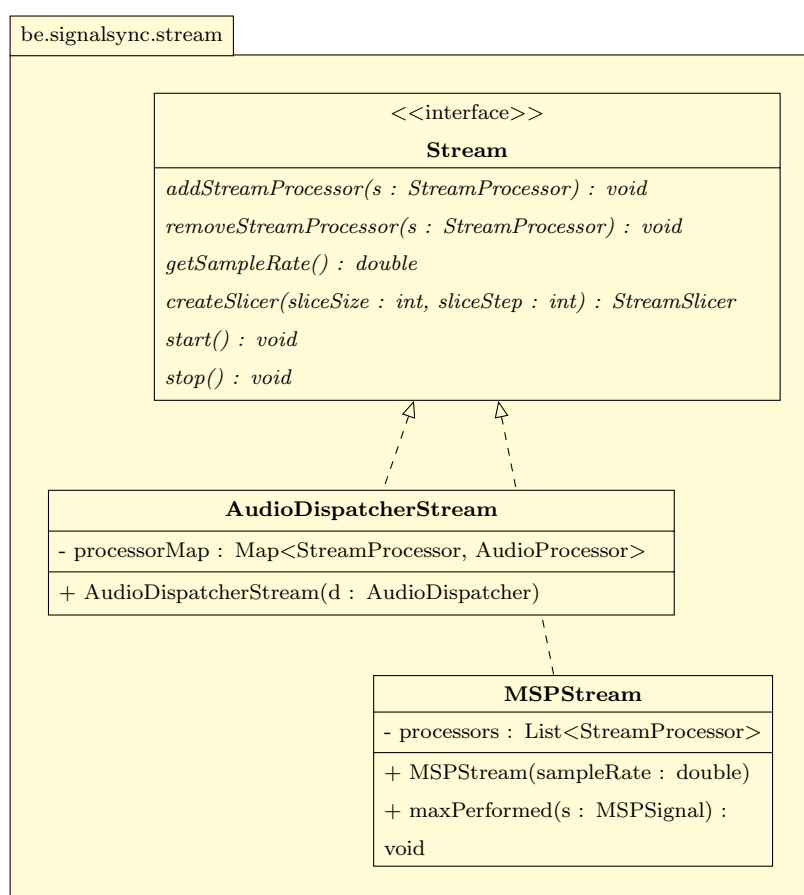 be.signalsync.stream
<<interface>>
Stream
addStreamProcessor(s : StreamProcessor) : void
removeStreamProcessor(s : StreamProcessor) : void
getSampleRate() : double
createSlicer(sliceSize : int, sliceStep : int) : StreamSlicer
start() : void
stop() : void
AudioDispatcherStream
- processorMap : Map<StreamProcessor, AudioProcessor>
+ AudioDispatcherStream(d : AudioDispatcher)
MSPStream
- processors : List<StreamProcessor>
+ MSPStream(sampleRate : double)
+ maxPerformed(s : MSPSignal) :
void